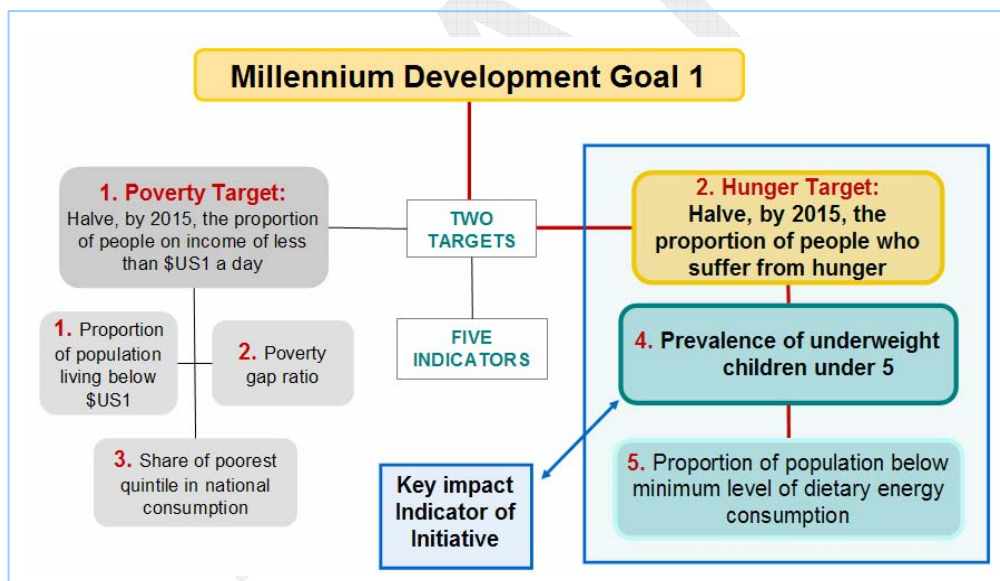 Millennium Development Goal 1
1. Poverty Target:
Halve, by 2015, the proportion
of people on income of less
than $US1 a day
TWO
TARGETS
2. Hunger Target:
Halve, by 2015, the
proportion of people who
suffer from hunger
1. Proportion
of population
living below
$US1
2. Poverty
gap ratio
3. Share of poorest
quintile in national
consumption
FIVE
INDICATORS
4. Prevalence of underweight
children under 5
5. Proportion of population below
minimum level of dietary energy
consumption
Key impact
Indicator of
Initiative